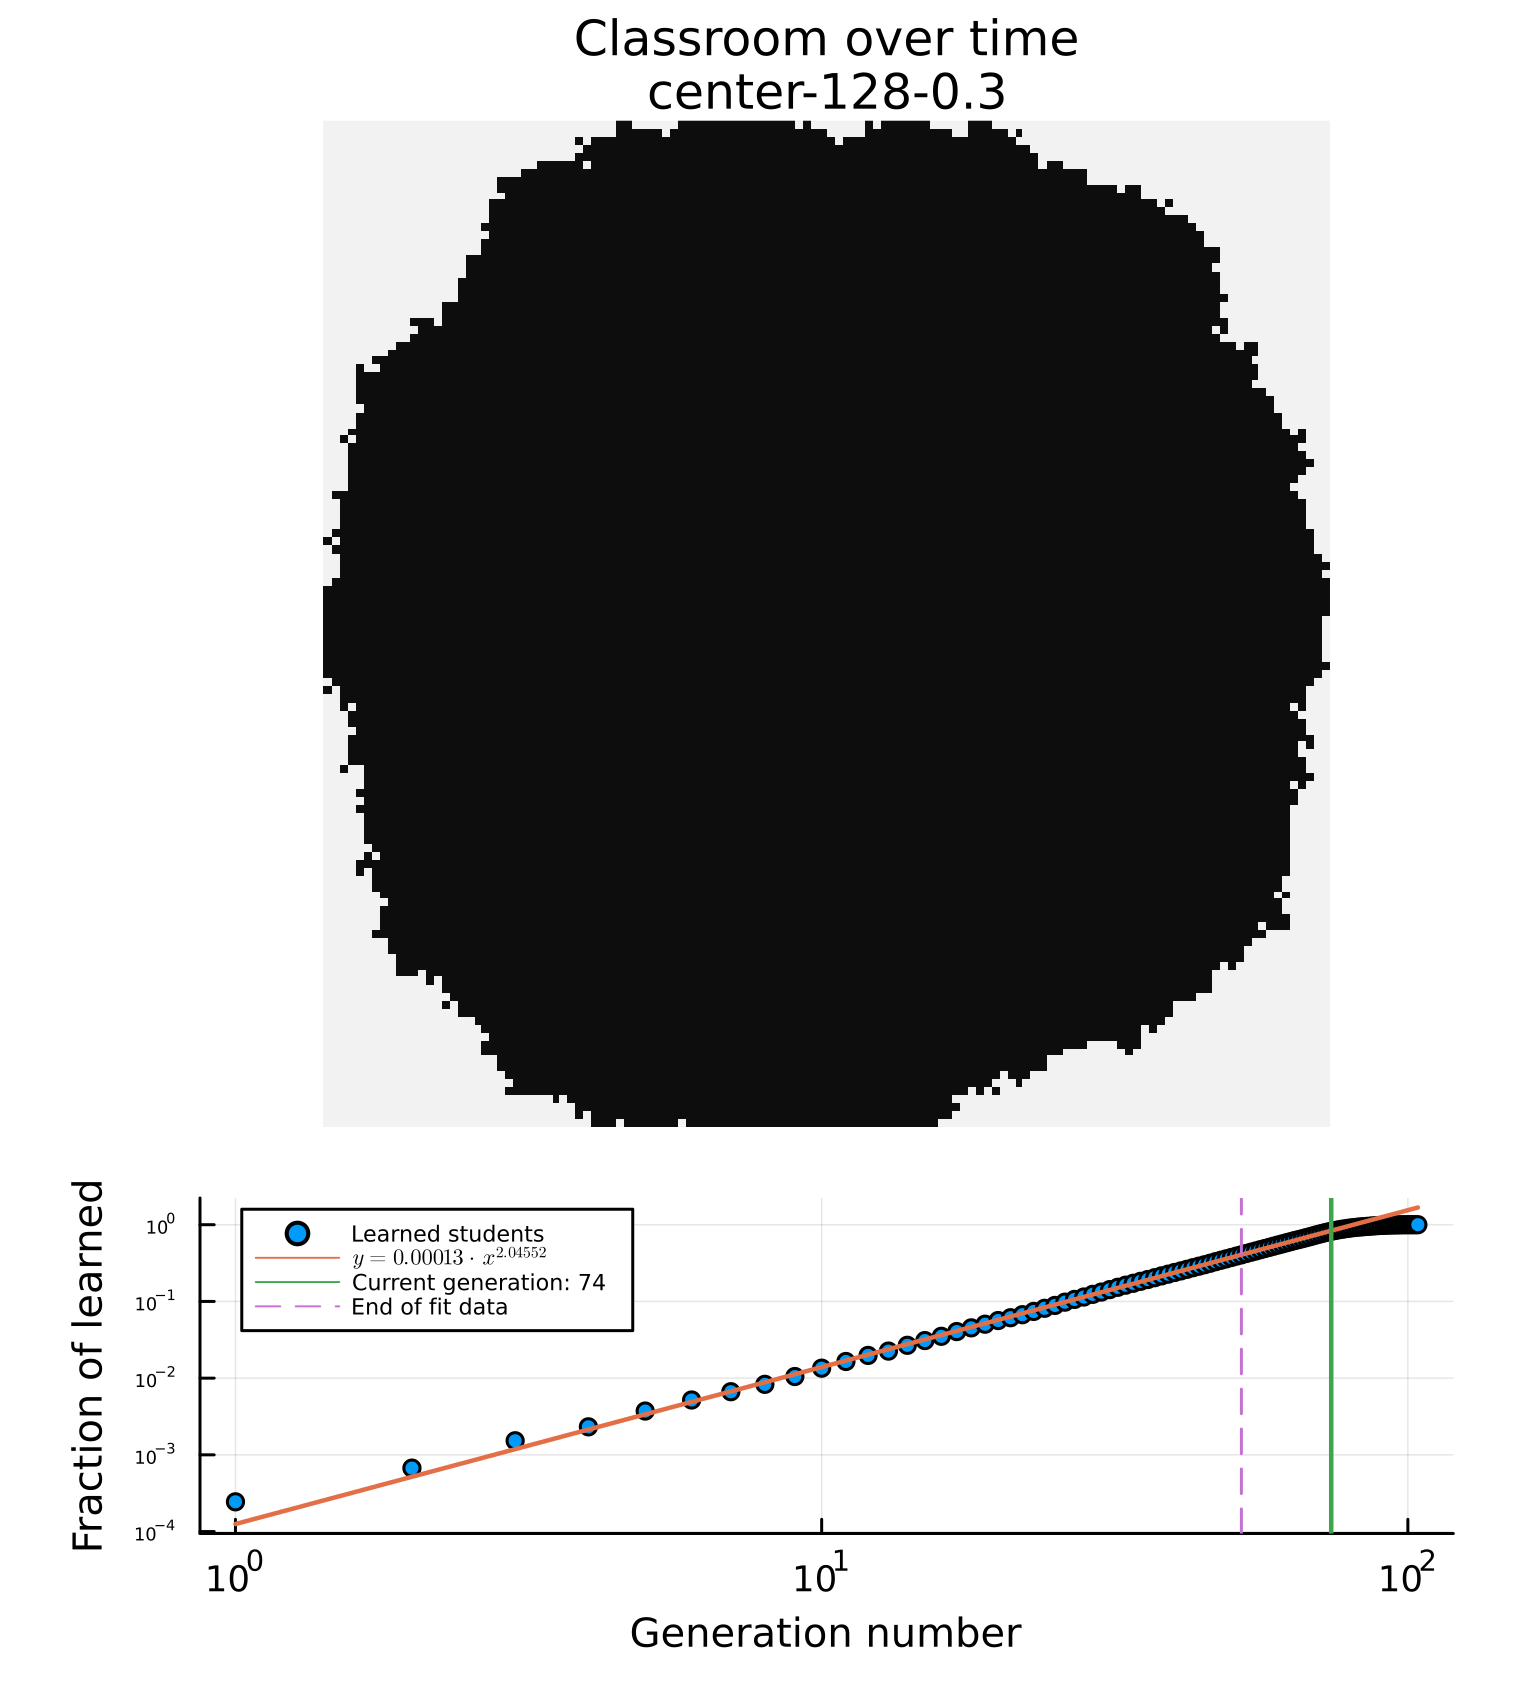 Classroom over time
center-128-0.3
Fraction of learned
10^0
10^-1
10^-2
10^-3
10^-4
Learned students
y = 0.00013 · x^2.04552
Current generation: 74
End of fit data
10^0 10^1 10^2
Generation number